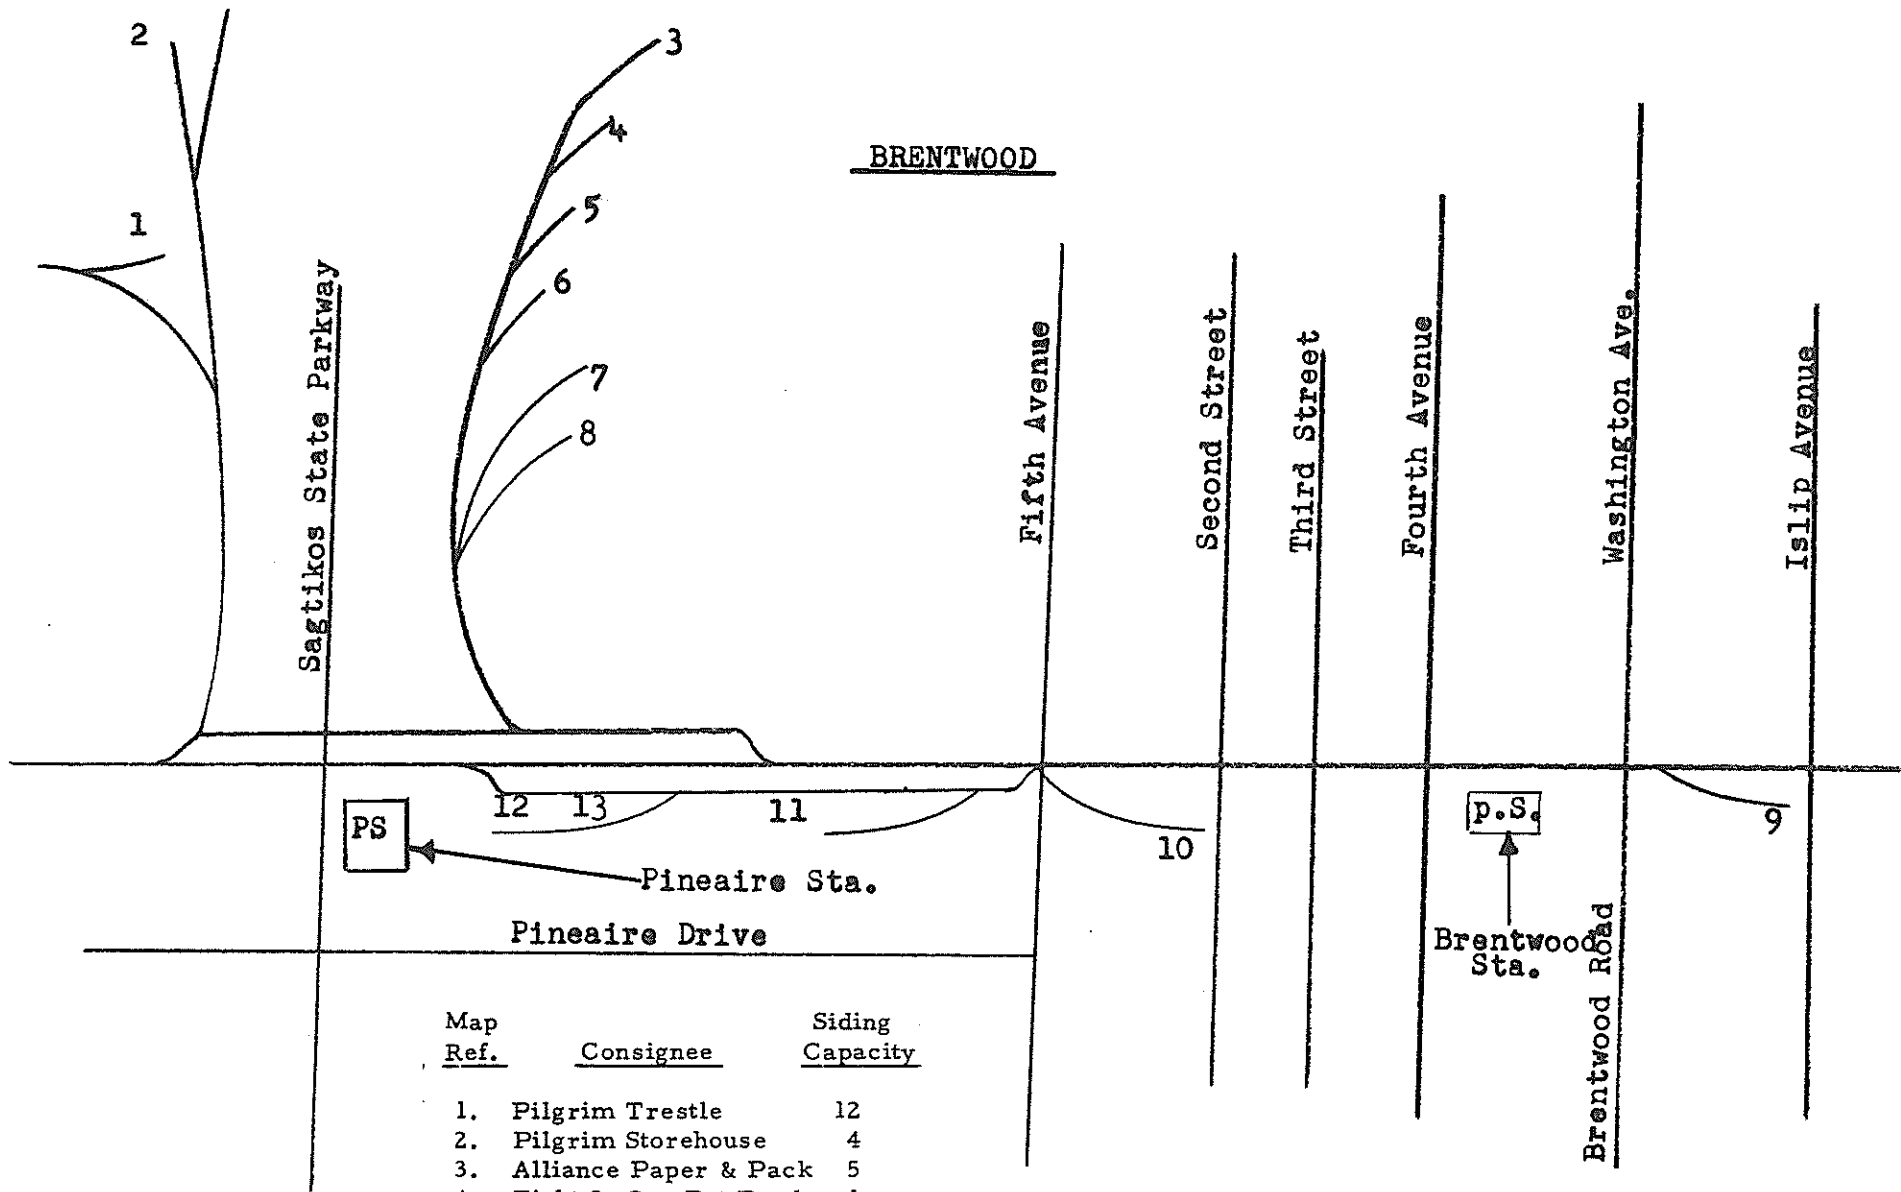 2
3
4
BRENTWOOD
1
5
6
7
8
Sagtikos State Parkway
Fifth Avenue
Second Street
Third Street
Fourth Avenue
Washington Ave.
Islip Avenue
12 13
11
10
9
PS
p.S.
Pineaire Sta.
Brentwood
Sta.
Pineaire Drive
Brentwood Road
Map Siding
Ref. Consignee Capacity
1. Pilgrim Trestle 12
2. Pilgrim Storehouse 4
3. Alliance Paper & Pack 5